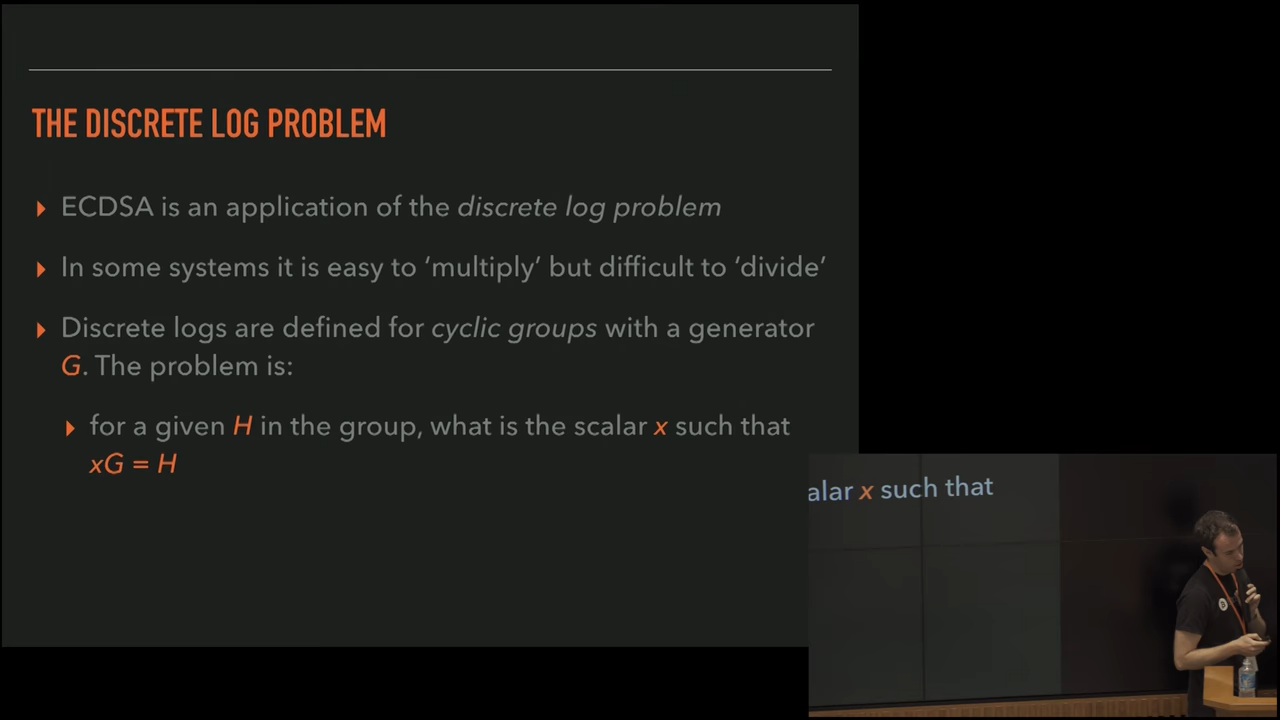 THE DISCRETE LOG PROBLEM
ECDSA is an application of the discrete log problem
In some systems it is easy to ‘multiply’ but difficult to ‘divide’
Discrete logs are defined for cyclic groups with a generator
G. The problem is:
for a given H in the group, what is the scalar x such that
xG = H
alar x such that